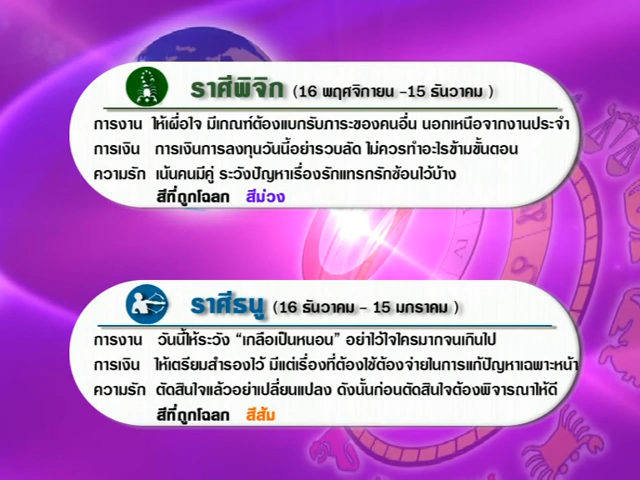 ราศีพิจิก (16 พฤศจิกายน -15 ธันวาคม )
การงาน ให้เผื่อใจ มีเกณฑ์ต้องแบกรับภาระของคนอื่น นอกเหนือจากงานประจำ
การเงิน การเงินการลงทุนวันนี้อย่ารวบลัด ไม่ควรทำอะไรข้ามขั้นตอน
ความรัก เน้นคนมีคู่ ระวังปัญหาเรื่องรักแทรกรักซ้อนไว้บ้าง
สีที่ถูกโฉลก สีม่วง
ราศีธนู (16 ธันวาคม - 15 มกราคม )
การงาน วันนี้ให้ระวัง “เกลือเป็นหนอน” อย่าไว้ใจใครมากจนเกินไป
การเงิน ให้เตรียมสำรองไว้ มีแต่เรื่องที่ต้องใช้ต้องจ่ายในการแก้ปัญหาเฉพาะหน้า
ความรัก ตัดสินใจแล้วอย่าเปลี่ยนแปลง ดังนั้นก่อนตัดสินใจต้องพิจารณาให้ดี
สีที่ถูกโฉลก สีส้ม